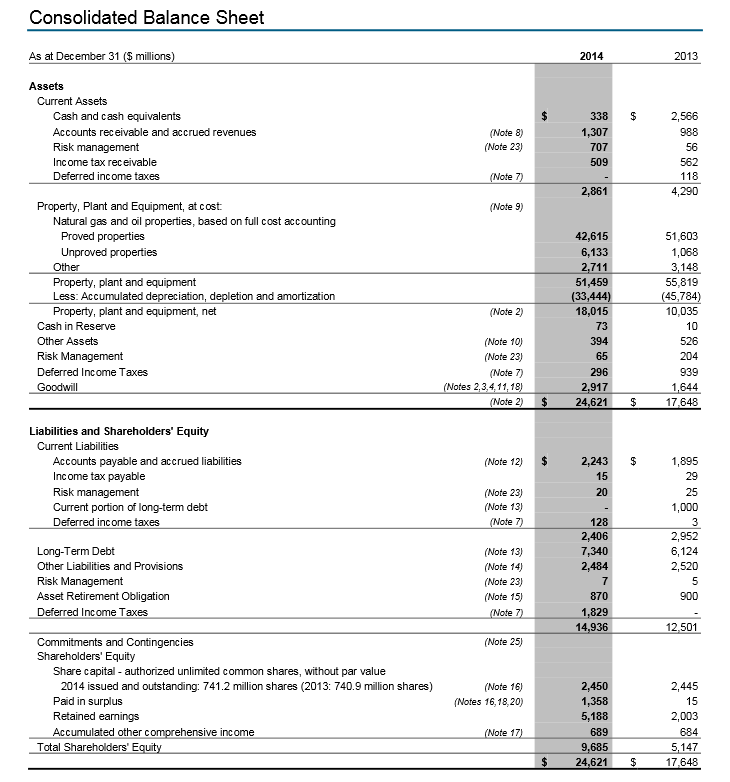 Consolidated Balance Sheet
As at December 31 ($ millions) 2014 2013
Assets
Current Assets
Cash and cash equivalents $ 338 $ 2,566
Accounts receivable and accrued revenues (Note 8) 1,307 988
Risk management (Note 23) 707 56
Income tax receivable 509 562
Deferred income taxes (Note 7) - 118
2,861 4,290
Property, Plant and Equipment, at cost: (Note 9)
Natural gas and oil properties, based on full cost accounting
Proved properties 42,615 51,603
Unproved properties 6,133 1,068
Other 2,711 3,148
Property, plant and equipment 51,459 55,819
Less: Accumulated depreciation, depletion and amortization (33,444) (45,784)
Property, plant and equipment, net (Note 2) 18,015 10,035
Cash in Reserve 73 10
Other Assets (Note 10) 394 526
Risk Management (Note 23) 65 204
Deferred Income Taxes (Note 7) 296 939
Goodwill (Notes 2,3,4,11,18) 2,917 1,644
(Note 2) $ 24,621 $ 17,648
Liabilities and Shareholders' Equity
Current Liabilities
Accounts payable and accrued liabilities (Note 12) $ 2,243 $ 1,895
Income tax payable 15 29
Risk management (Note 23) 20 25
Current portion of long-term debt (Note 13) - 1,000
Deferred income taxes (Note 7) 128 3
2,406 2,952
Long-Term Debt (Note 13) 7,340 6,124
Other Liabilities and Provisions (Note 14) 2,484 2,520
Risk Management (Note 23) 7 5
Asset Retirement Obligation (Note 15) 870 900
Deferred Income Taxes (Note 7) 1,829 -
14,936 12,501
Commitments and Contingencies (Note 25)
Shareholders' Equity
Share capital - authorized unlimited common shares, without par value
2014 issued and outstanding: 741.2 million shares (2013: 740.9 million shares) (Note 16) 2,450 2,445
Paid in surplus (Notes 16,18,20) 1,358 15
Retained earnings 5,188 2,003
Accumulated other comprehensive income (Note 17) 689 684
Total Shareholders' Equity 9,685 5,147
$ 24,621 $ 17,648